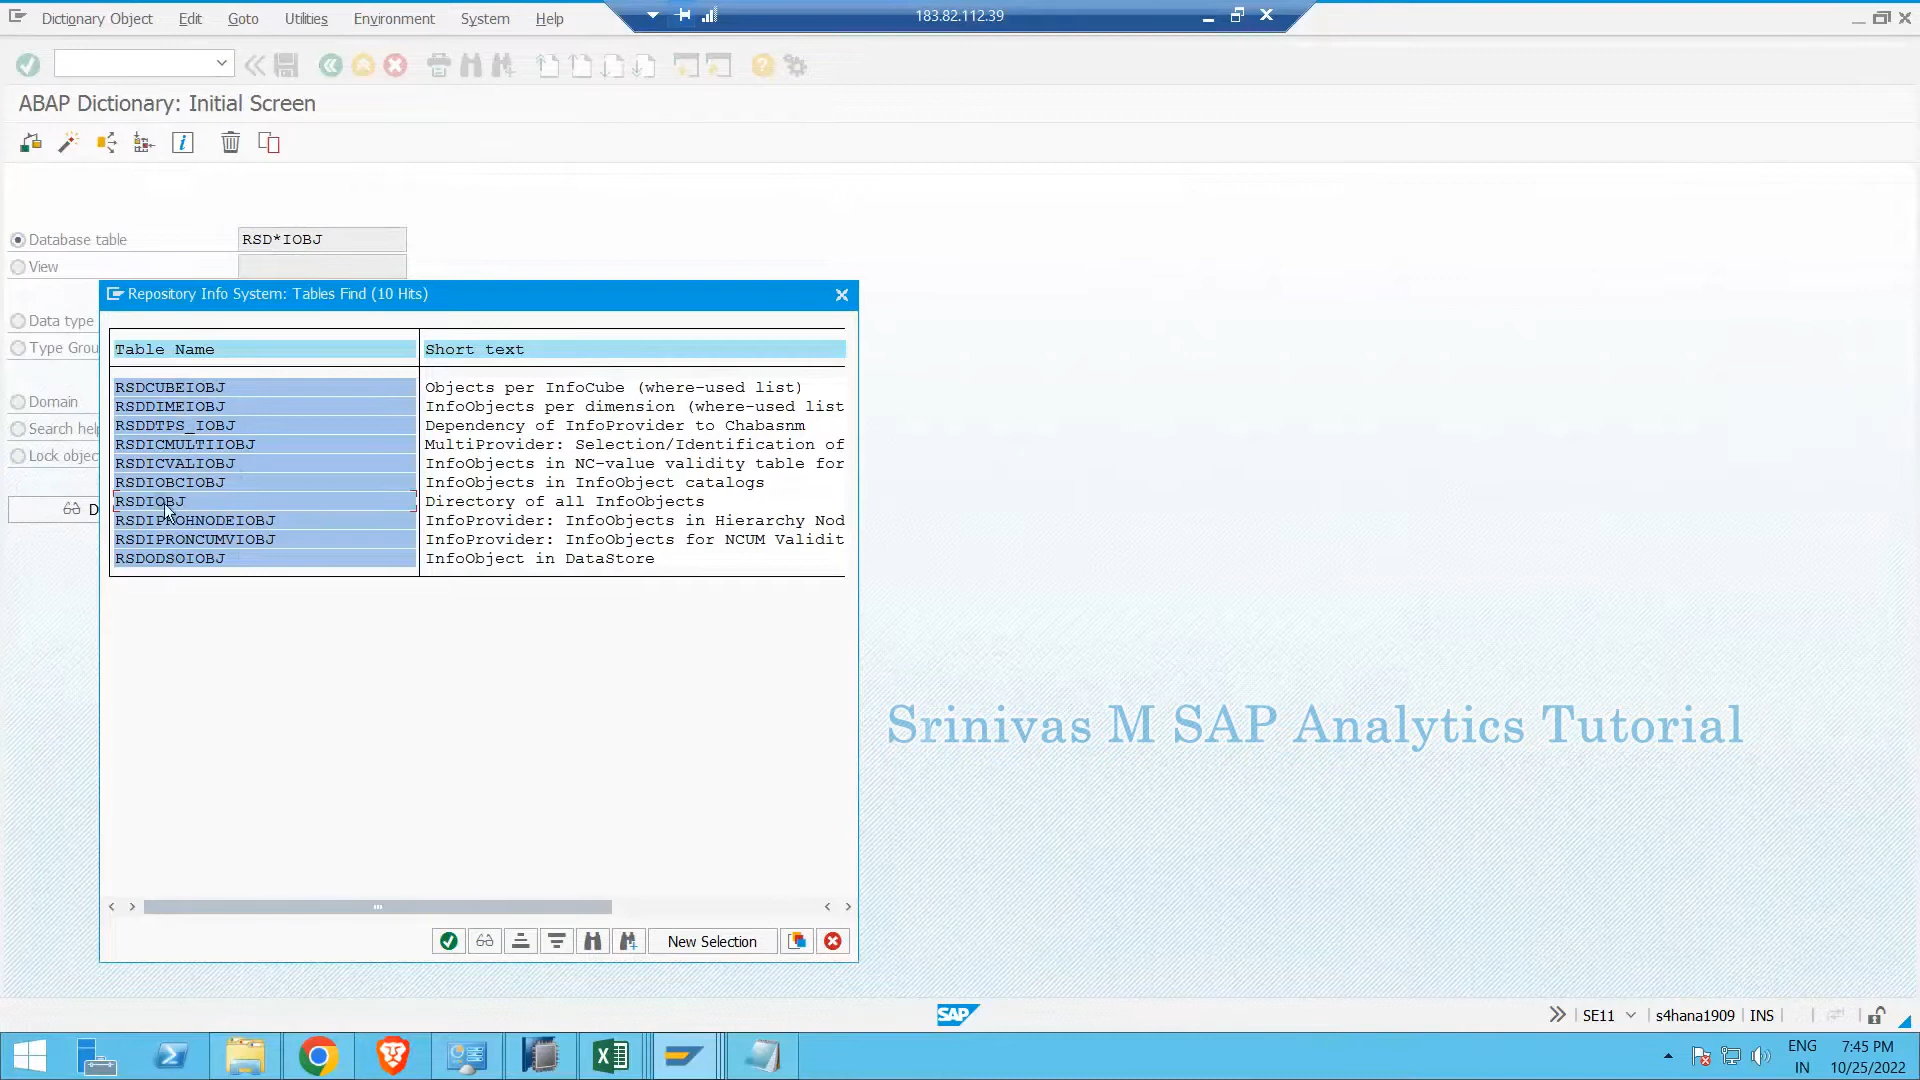 Dictionary Object Edit Goto Utilities Environment System Help
183.82.112.39
ABAP Dictionary: Initial Screen
Database table RSD*IOBJ
View
Repository Info System: Tables Find (10 Hits)
Data type
Type Grou
Domain
Search help
Lock objec
D
Table Name Short text
RSDCUBEIOBJ Objects per InfoCube (where-used list)
RSDDIMEIOBJ InfoObjects per dimension (where-used list
RSDDTPS_IOBJ Dependency of InfoProvider to Chabasnm
RSDICMULTIIOBJ MultiProvider: Selection/Identification of
RSDICVALIOBJ InfoObjects in NC-value validity table for
RSDIOBCIOBJ InfoObjects in InfoObject catalogs
RSDIOBJ Directory of all InfoObjects
RSDIPROHNODEIOBJ InfoProvider: InfoObjects in Hierarchy Nod
RSDIPRONCUMVIOBJ InfoProvider: InfoObjects for NCUM Validit
RSDODSOIOBJ InfoObject in DataStore
Srinivas M SAP Analytics Tutorial
New Selection
SAP
SE11 s4hana1909 INS
ENG
IN
7:45 PM
10/25/2022